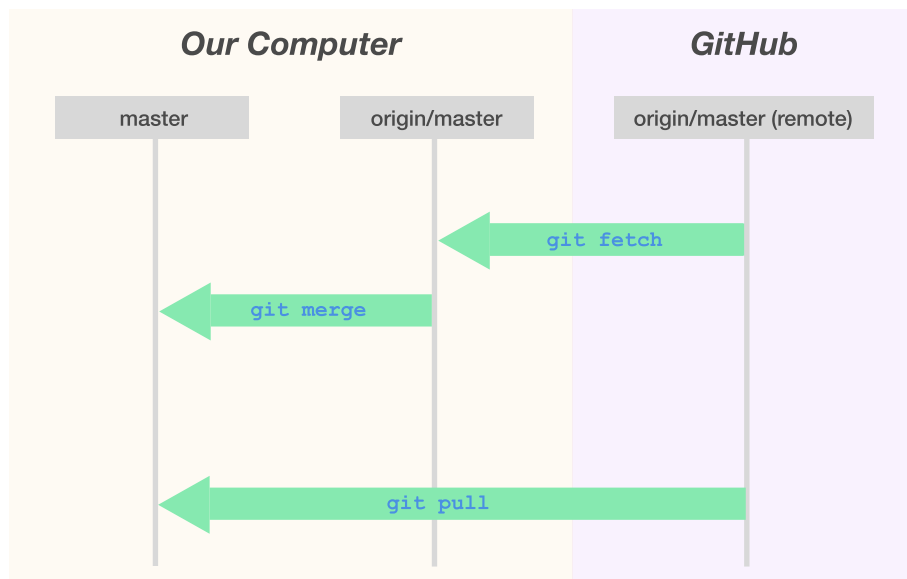 Our Computer
GitHub
master
origin/master
origin/master (remote)
git fetch
git merge
git pull